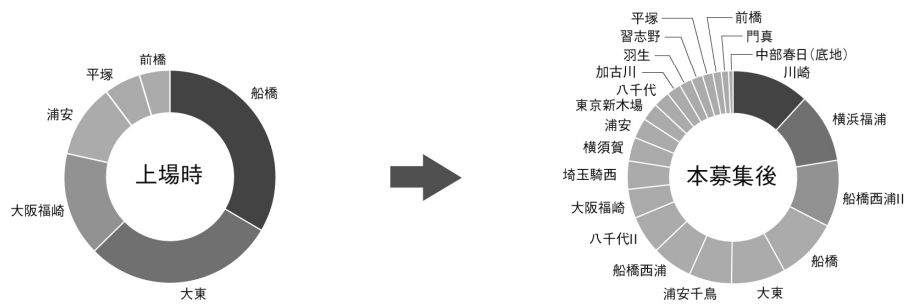 上場時
船橋
大東
大阪福崎
浦安
平塚
前橋
本募集後
川崎
横浜福浦
船橋西浦II
船橋
大東
浦安千鳥
船橋西浦
八千代II
大阪福崎
埼玉騎西
横須賀
浦安
東京新木場
八千代
加古川
羽生
習志野
平塚
前橋
門真
中部春日(底地)